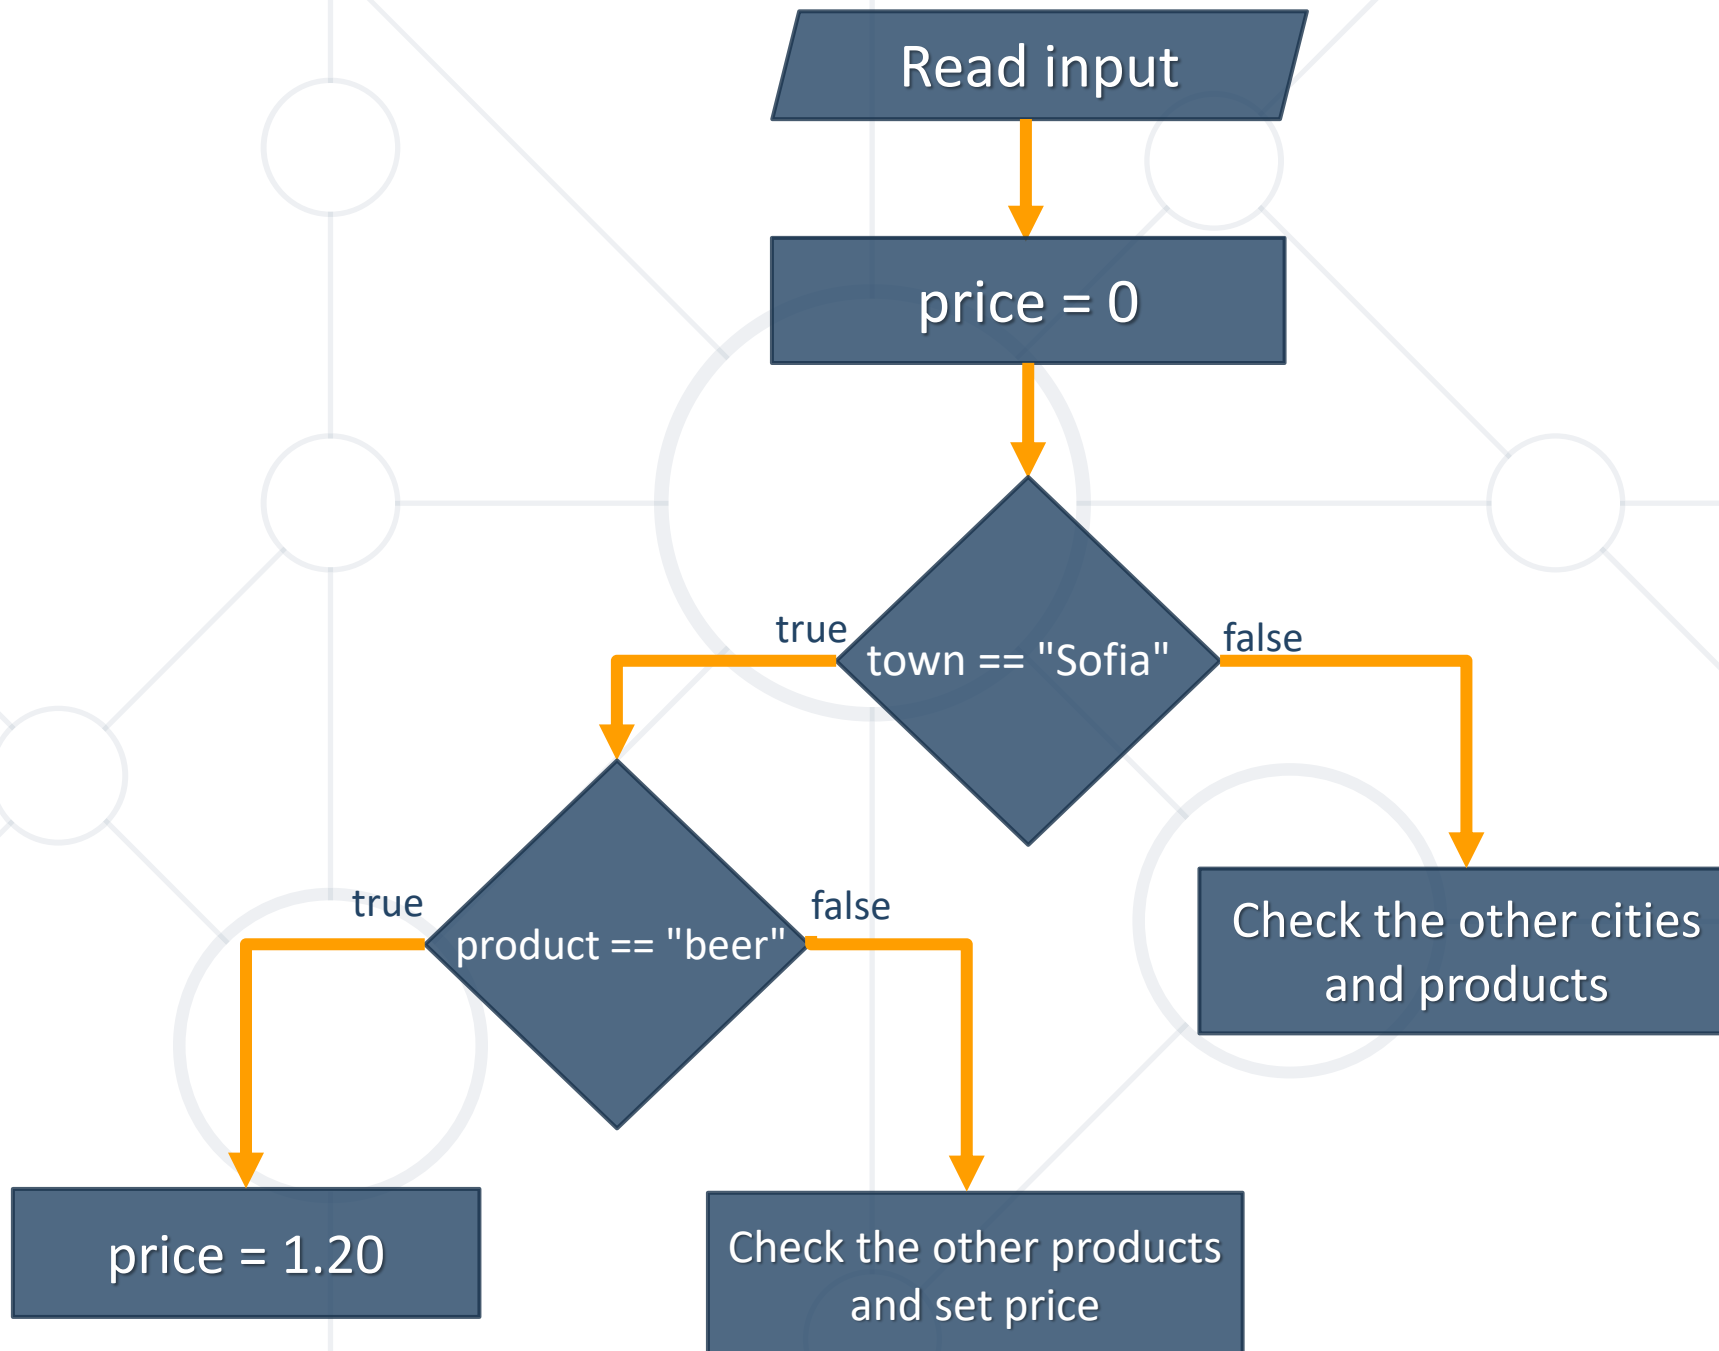 Read input
price = 0
true
town == "Sofia"
false
true
product == "beer"
false
Check the other cities
and products
price = 1.20
Check the other products
and set price